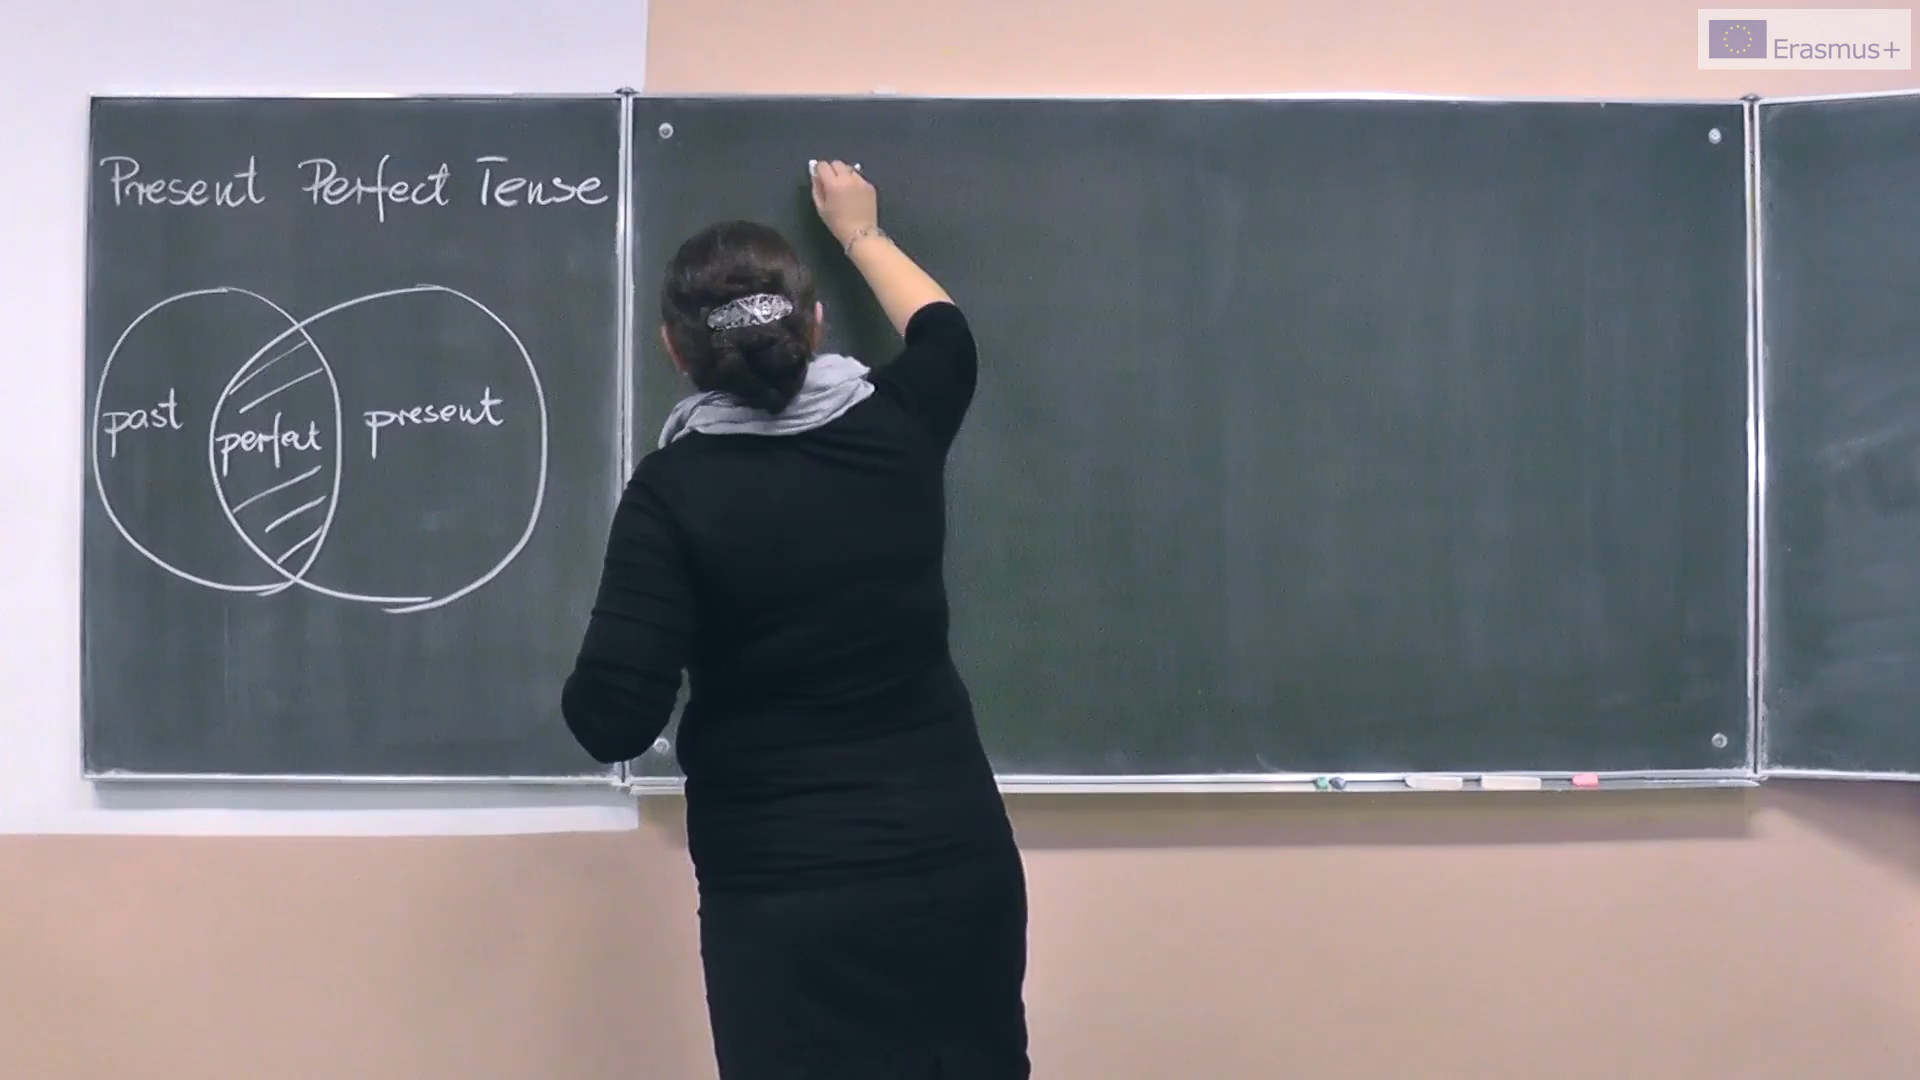 Erasmus+
Present Perfect Tense
past
perfect
present